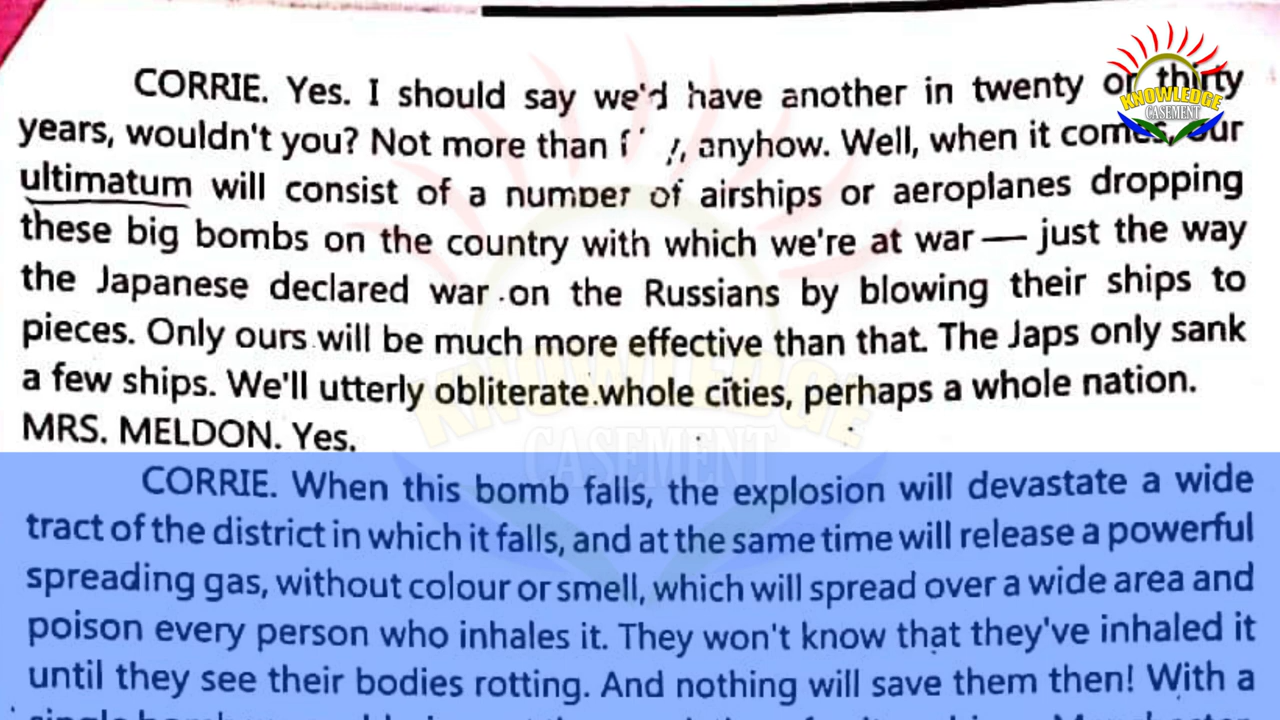 CORRIE. Yes. I should say we'd have another in twenty or thirty
KNOWLEDGE
CASEMENT
years, wouldn't you? Not more than anyhow. Well, when it comes, our
ultimatum will consist of a number of airships or aeroplanes dropping
these big bombs on the country with which we're at war — just the way
the Japanese declared war on the Russians by blowing their ships to
pieces. Only ours will be much more effective than that. The Japs only sank
a few ships. We'll utterly obliterate whole cities, perhaps a whole nation.
KNOWLEDGE
CASEMENT
MRS. MELDON. Yes.
CORRIE. When this bomb falls, the explosion will devastate a wide
tract of the district in which it falls, and at the same time will release a powerful
spreading gas, without colour or smell, which will spread over a wide area and
poison every person who inhales it. They won't know that they've inhaled it
until they see their bodies rotting. And nothing will save them then! With a